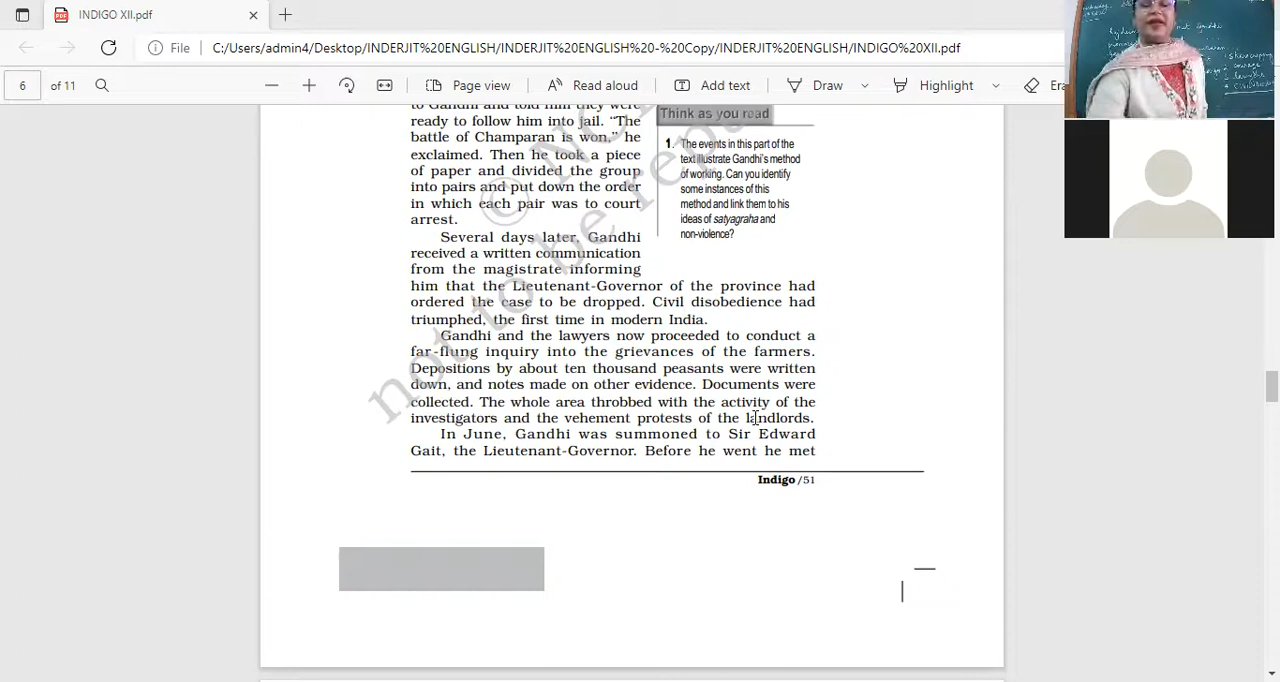 INDIGO XII.pdf
File
C:/Users/admin4/Desktop/INDERJIT%20ENGLISH/INDERJIT%20ENGLISH%20-%20Copy/INDERJIT%20ENGLISH/INDIGO%20XII.pdf
6 of 11
Page view
Read aloud
Add text
Draw
Highlight
Era
to Gandhi and told him they were
ready to follow him into jail. “The
battle of Champaran is won,” he
exclaimed. Then he took a piece
of paper and divided the group
into pairs and put down the order
in which each pair was to court
arrest.
Think as you read
1. The events in this part of the
text illustrate Gandhi’s method
of working. Can you identify
some instances of this
method and link them to his
ideas of satyagraha and
non-violence?
Several days later, Gandhi
received a written communication
from the magistrate informing
him that the Lieutenant-Governor of the province had
ordered the case to be dropped. Civil disobedience had
triumphed, the first time in modern India.
Gandhi and the lawyers now proceeded to conduct a
far-flung inquiry into the grievances of the farmers.
Depositions by about ten thousand peasants were written
down, and notes made on other evidence. Documents were
collected. The whole area throbbed with the activity of the
investigators and the vehement protests of the landlords.
In June, Gandhi was summoned to Sir Edward
Gait, the Lieutenant-Governor. Before he went he met
Indigo /51
not to be repu